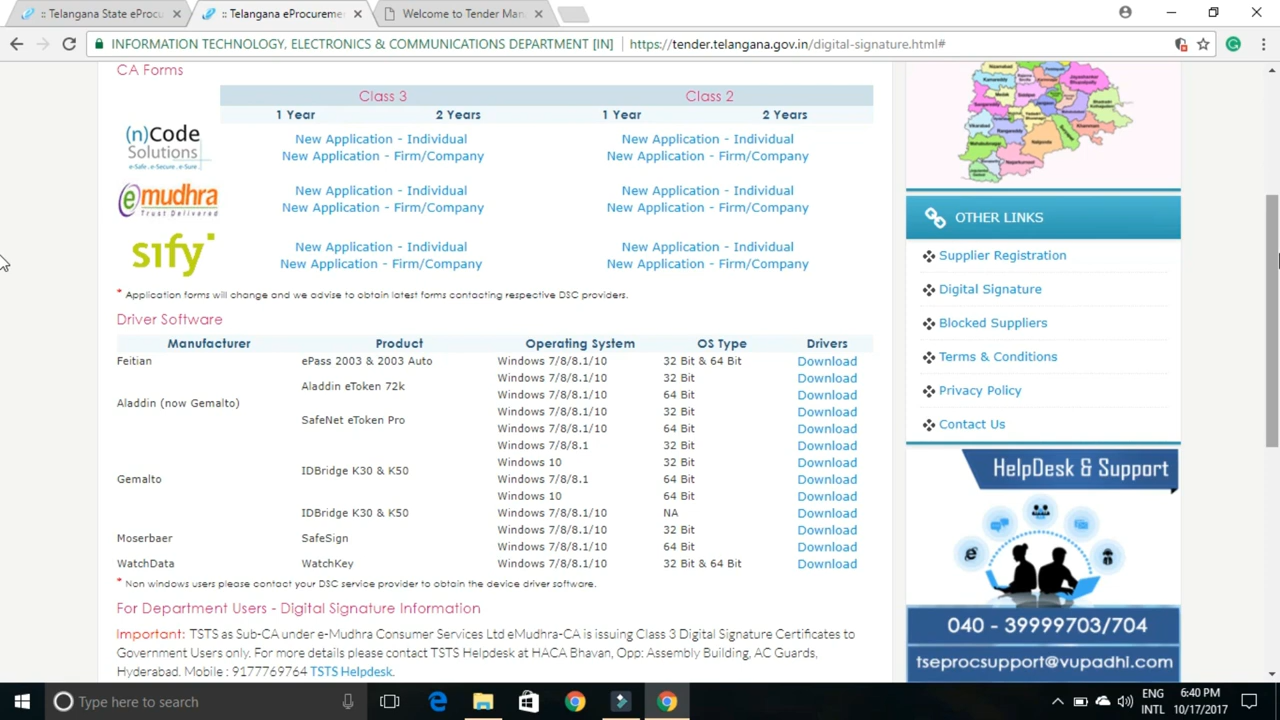 :: Telangana State eProcu
:: Telangana eProcureme
Welcome to Tender Man
INFORMATION TECHNOLOGY, ELECTRONICS & COMMUNICATIONS DEPARTMENT [IN]
https://tender.telangana.gov.in/digital-signature.html#
CA Forms
Class 3 Class 2
1 Year 2 Years 1 Year 2 Years
(n)Code
Solutions
e-Safe. e-Secure. e-Sure.
New Application - Individual New Application - Individual
New Application - Firm/Company New Application - Firm/Company
emudhra
Trust Delivered
New Application - Individual New Application - Individual
New Application - Firm/Company New Application - Firm/Company
sify
New Application - Individual New Application - Individual
New Application - Firm/Company New Application - Firm/Company
* Application forms will change and we advise to obtain latest forms contacting respective DSC providers.
Driver Software
Manufacturer Product Operating System OS Type Drivers
Feitian ePass 2003 & 2003 Auto Windows 7/8/8.1/10 32 Bit & 64 Bit Download
Aladdin eToken 72k Windows 7/8/8.1/10 32 Bit Download
Windows 7/8/8.1/10 64 Bit Download
Aladdin (now Gemalto)
SafeNet eToken Pro Windows 7/8/8.1/10 32 Bit Download
Windows 7/8/8.1/10 64 Bit Download
Windows 7/8/8.1 32 Bit Download
Windows 10 32 Bit Download
IDBridge K30 & K50
Gemalto Windows 7/8/8.1 64 Bit Download
Windows 10 64 Bit Download
IDBridge K30 & K50 Windows 7/8/8.1/10 NA Download
Moserbaer SafeSign Windows 7/8/8.1/10 32 Bit Download
Windows 7/8/8.1/10 64 Bit Download
WatchData WatchKey Windows 7/8/8.1/10 32 Bit & 64 Bit Download
* Non windows users please contact your DSC service provider to obtain the device driver software.
For Department Users - Digital Signature Information
Important: TSTS as Sub-CA under e-Mudhra Consumer Services Ltd eMudhra-CA is issuing Class 3 Digital Signature Certificates to
Government Users only. For more details please contact TSTS Helpdesk at HACA Bhavan, Opp: Assembly Building, AC Guards,
Hyderabad. Mobile : 9177769764 TSTS Helpdesk.
OTHER LINKS
Supplier Registration
Digital Signature
Blocked Suppliers
Terms & Conditions
Privacy Policy
Contact Us
HelpDesk & Support
040 - 39999703/704
tseprocsupport@vupadhi.com
Type here to search
ENG
INTL
6:40 PM
10/17/2017